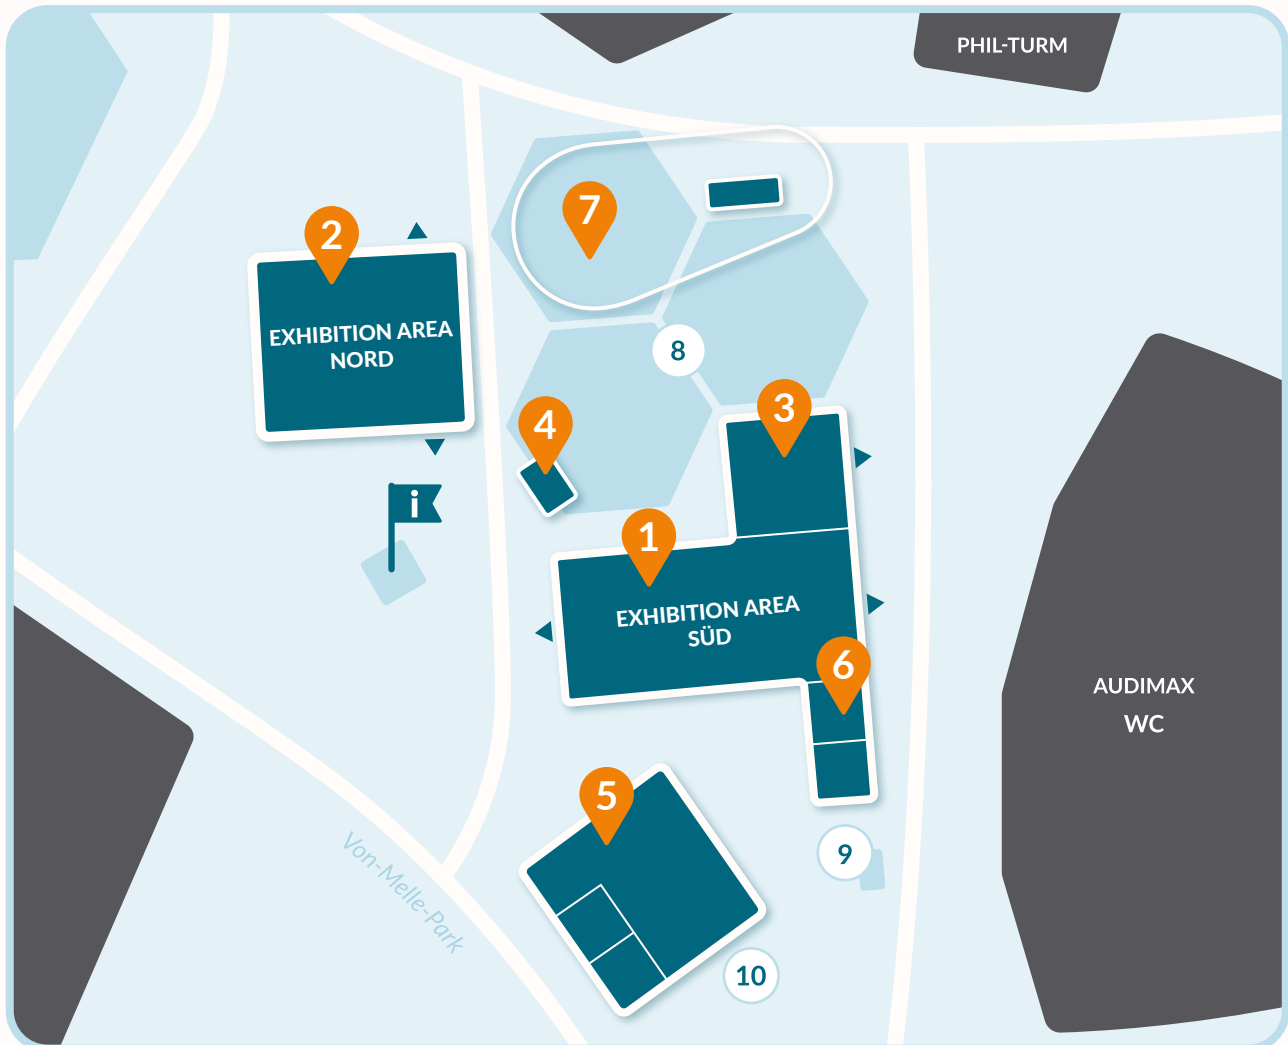 PHIL-TURM
7
2
EXHIBITION AREA
NORD
8
3
4
i
1
EXHIBITION AREA
SÜD
6
AUDIMAX
WC
5
Von-Melle-Park
9
10